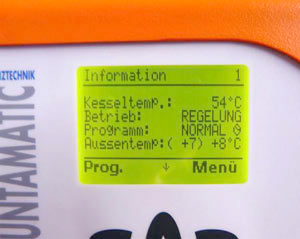 Information 1
Kesseltemp.: 54°C
Betrieb: REGELUNG
Programm: NORMAL
Aussentemp.:( +7) +8°C
Prog. ↓ Menü
ZTECHNIK
UNTAMATIC